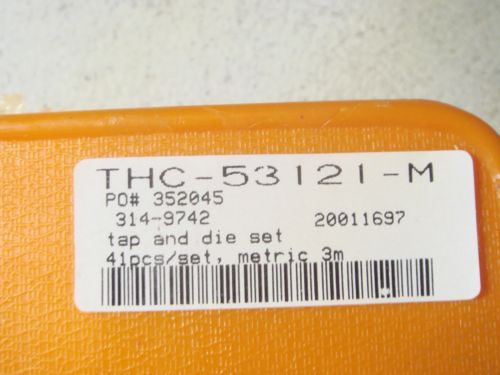 THC-53121-M
PO# 352045
314-9742 20011697
tap and die set
41pcs/set, metric 3m